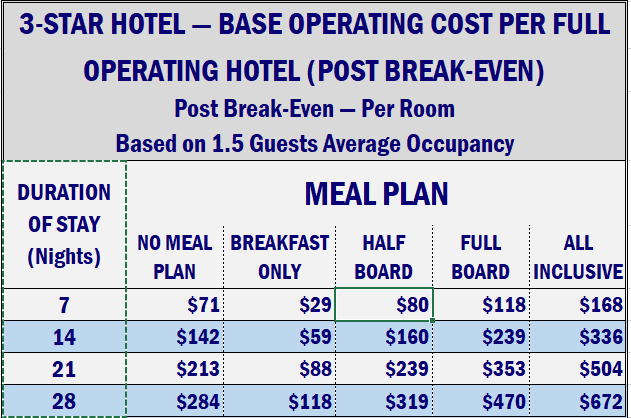 3-STAR HOTEL — BASE OPERATING COST PER FULL
OPERATING HOTEL (POST BREAK-EVEN)
Post Break-Even — Per Room
Based on 1.5 Guests Average Occupancy
DURATION
OF STAY
(Nights)
MEAL PLAN
NO MEAL
PLAN
BREAKFAST
ONLY
HALF
BOARD
FULL
BOARD
ALL
INCLUSIVE
7 $71 $29 $80 $118 $168
14 $142 $59 $160 $239 $336
21 $213 $88 $239 $353 $504
28 $284 $118 $319 $470 $672